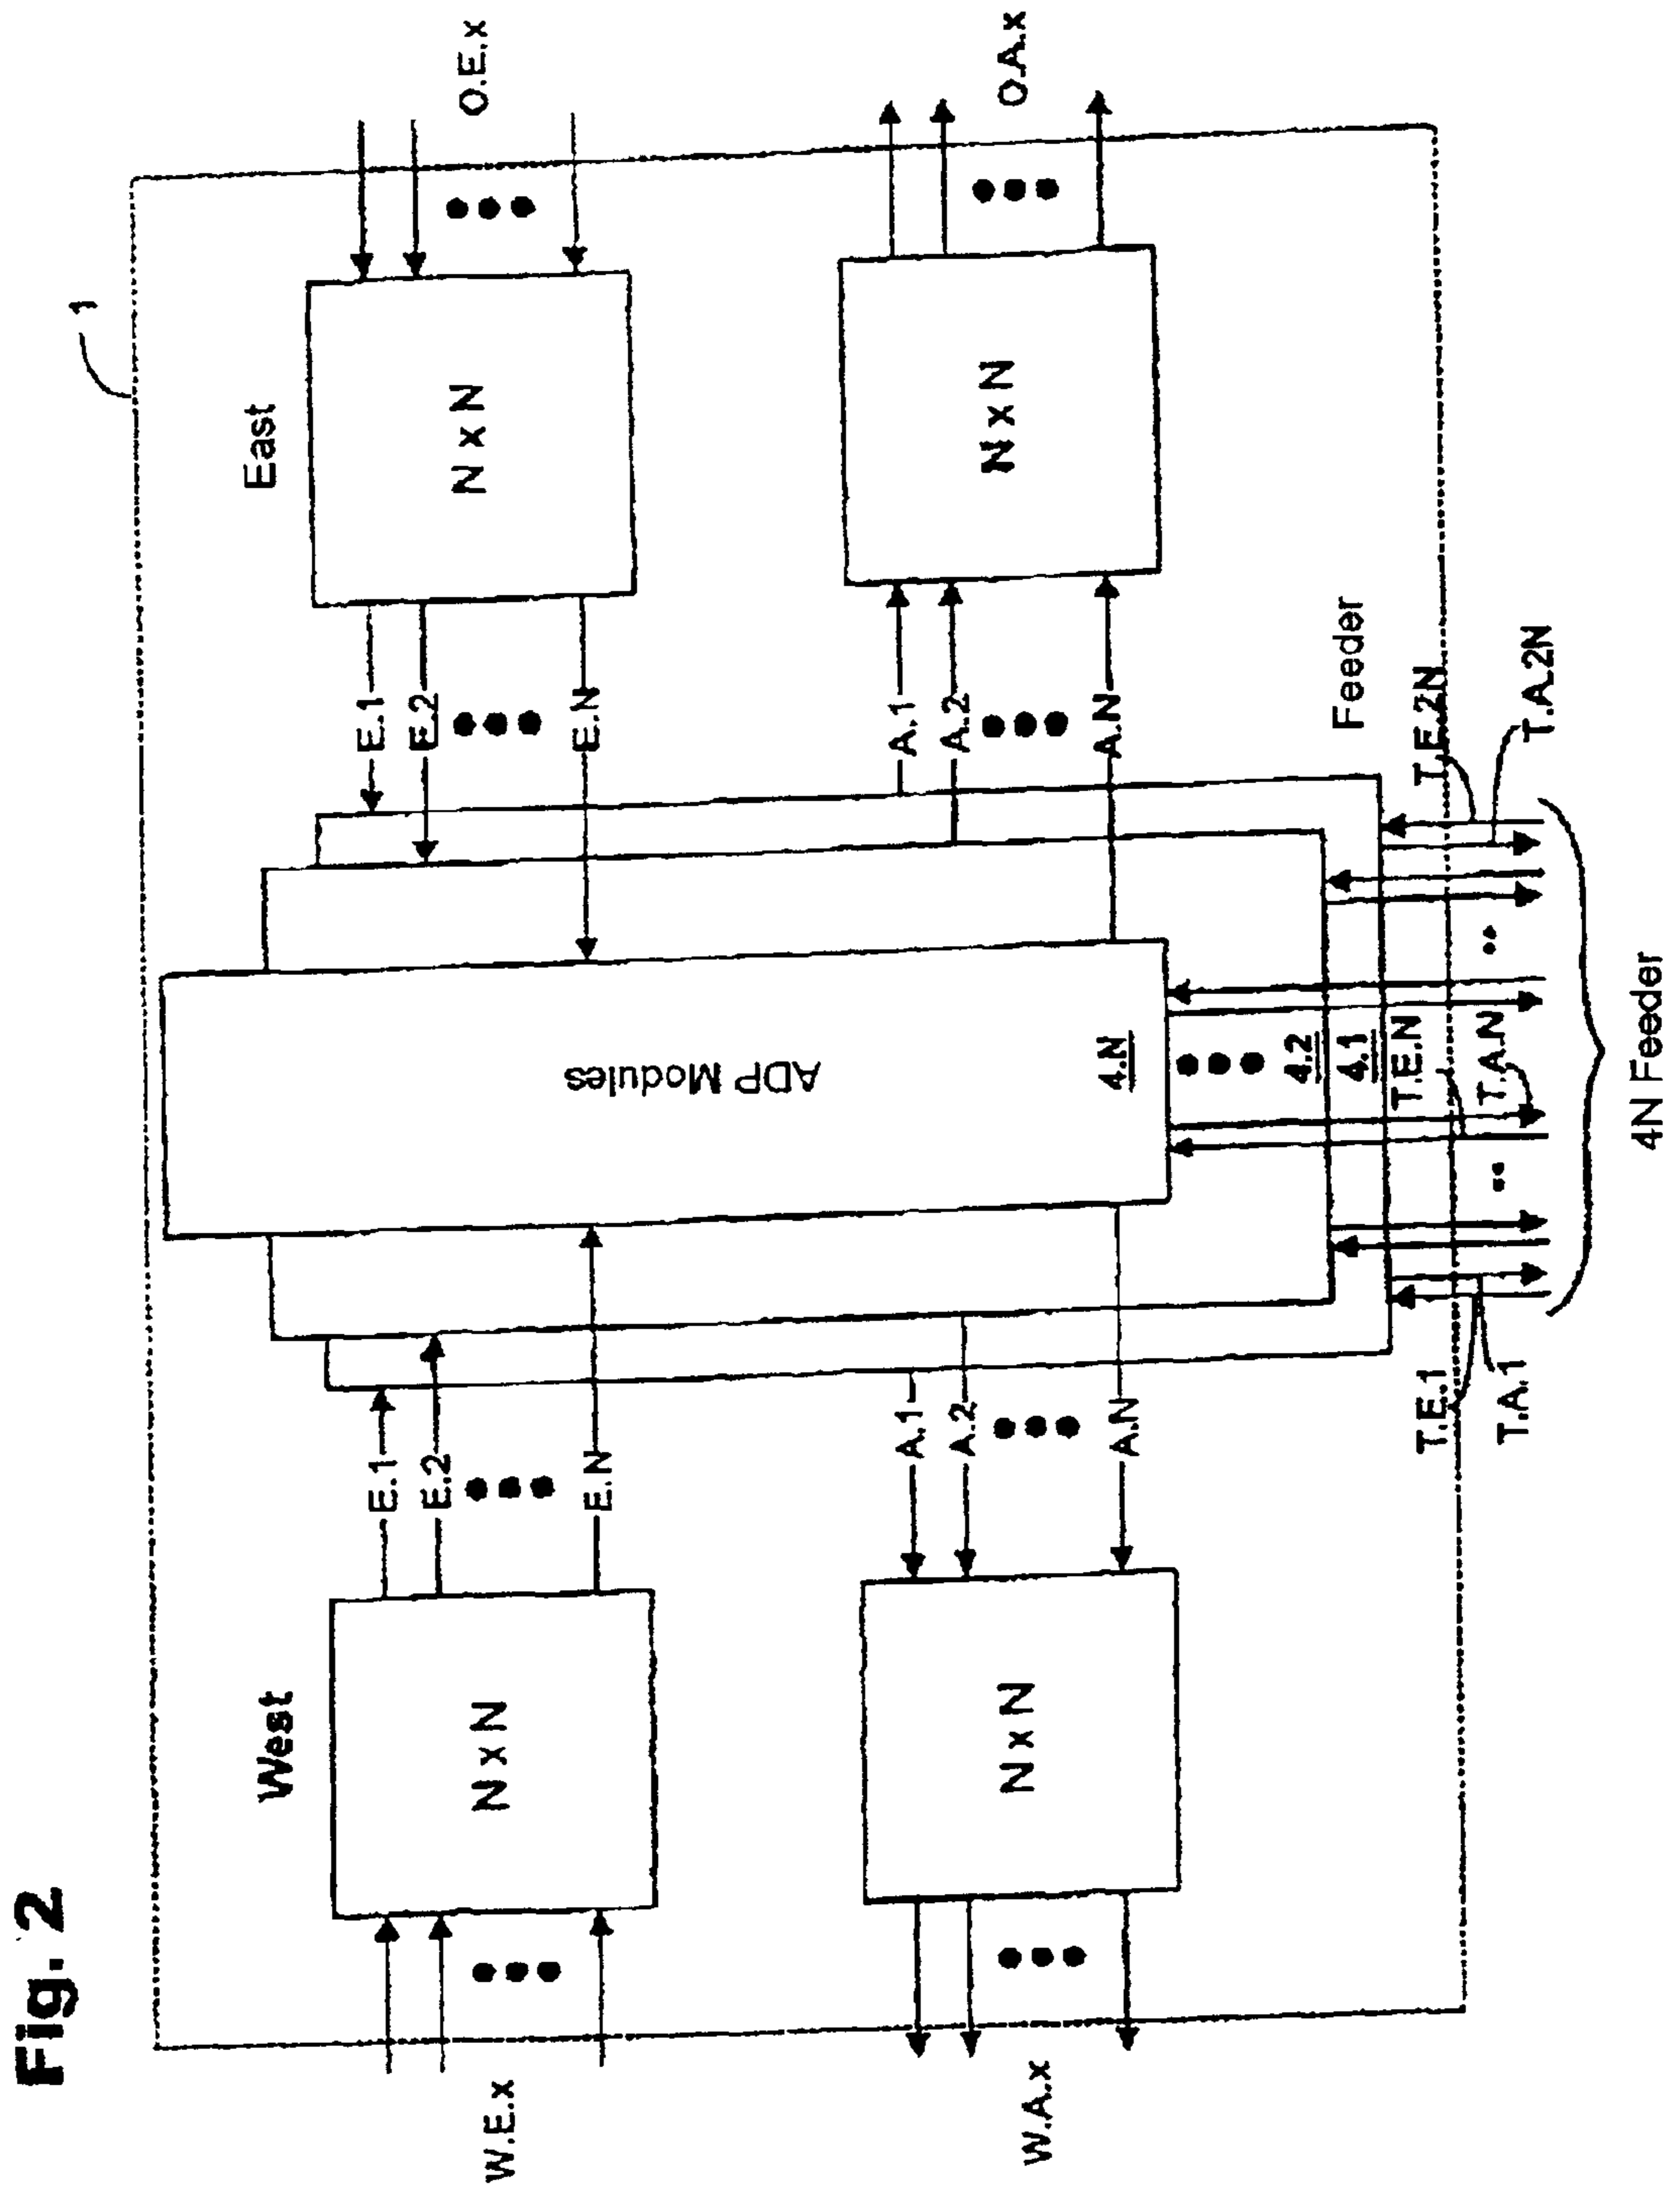 Fig. 2
1
West
East
W.E.x
N x N
E.1
E.2
E.N
ADP Modules
E.1
E.2
E.N
N x N
O.E.x
W.A.x
N x N
A.1
A.2
A.N
A.1
A.2
A.N
N x N
O.A.x
4.N
4.2
4.1
Feeder
T.E.1
T.E.N
T.E.2N
T.A.1
T.A.N
T.A.2N
4N Feeder